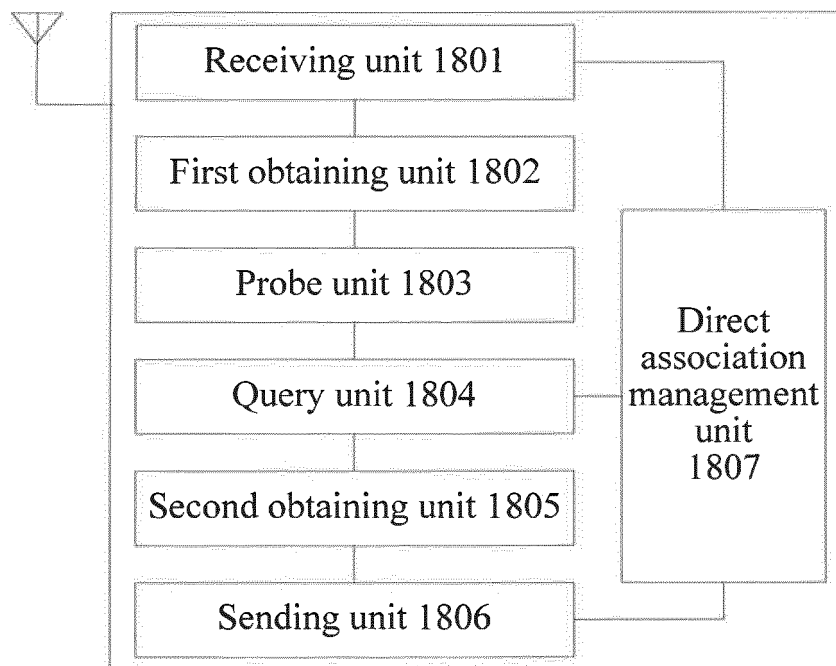 Receiving unit 1801
First obtaining unit 1802
Probe unit 1803
Query unit 1804
Second obtaining unit 1805
Sending unit 1806
Direct
association
management
unit
1807